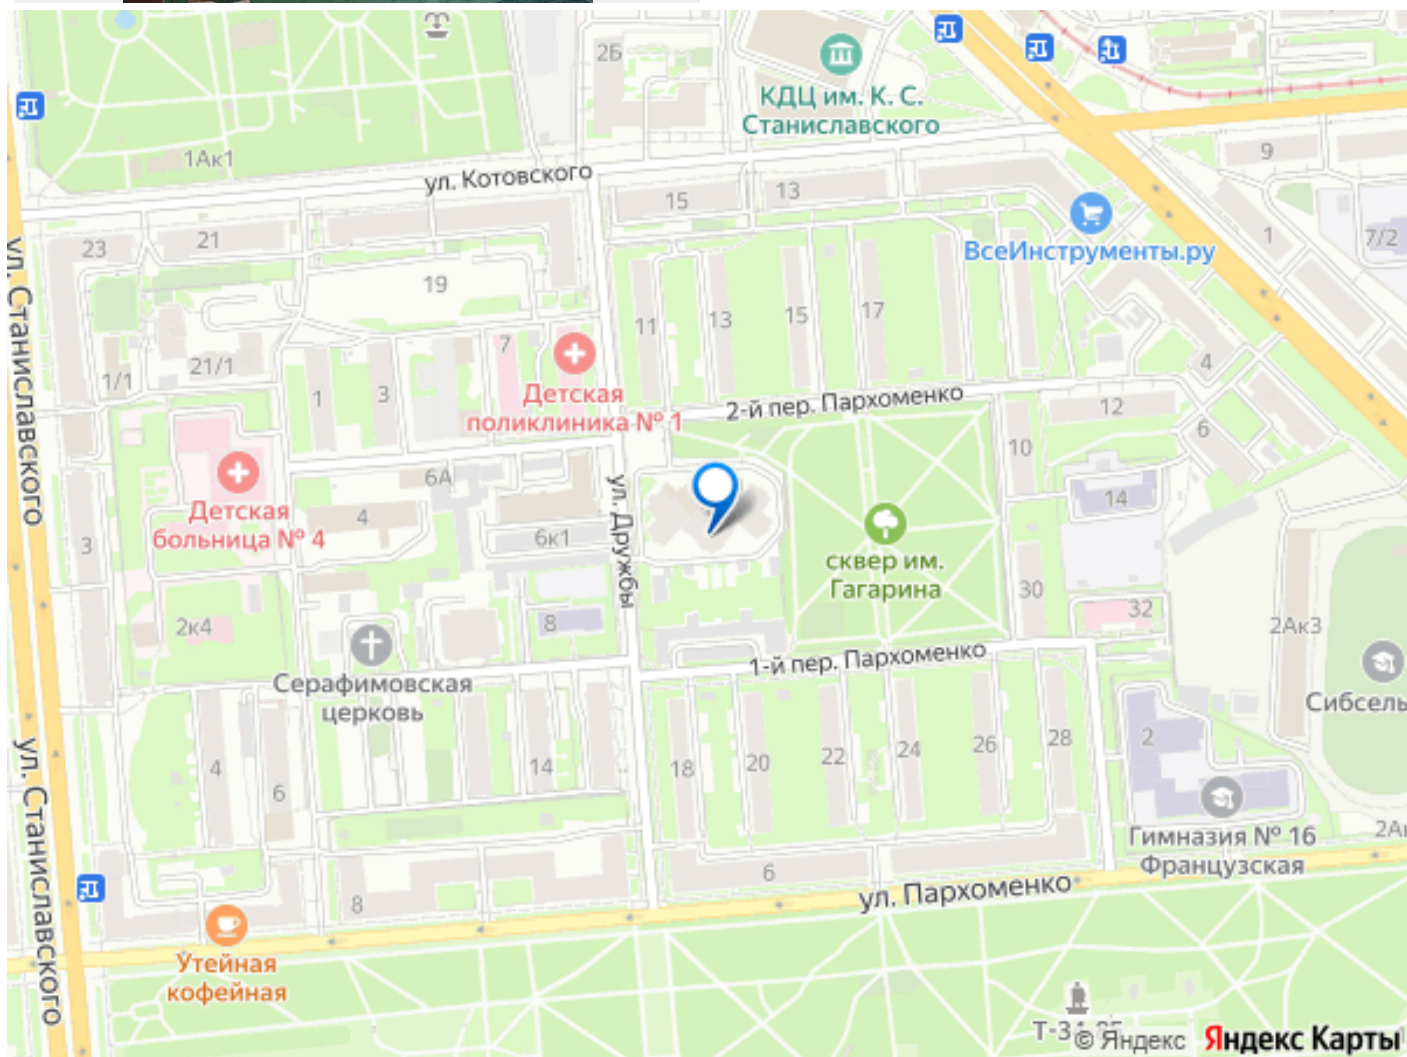 2Б
КДЦ им. К. С.
Станиславского
1Ак1
ул. Котовского
9
15
13
23
21
ВсеИнструменты.ру
1
7/2
19
ул. Станиславского
11
13
15
17
7
21/1
1/1
1
3
3
4
Детская
поликлиника № 1
2-й пер. Пархоменко
12
6
10
6А
14
Детская
больница № 4
4
ул. Дружбы
3
6к1
сквер им.
Гагарина
30
32
8
2к4
2Ак3
1-й пер. Пархоменко
Серафимовская
церковь
Сибсель
4
6
14
18
20
22
24
26
28
2
ул. Станиславского
Гимназия № 16
Французская
2Ак
6
8
ул. Пархоменко
Утейная
кофейная
Т-34-85
© Яндекс Яндекс Карты